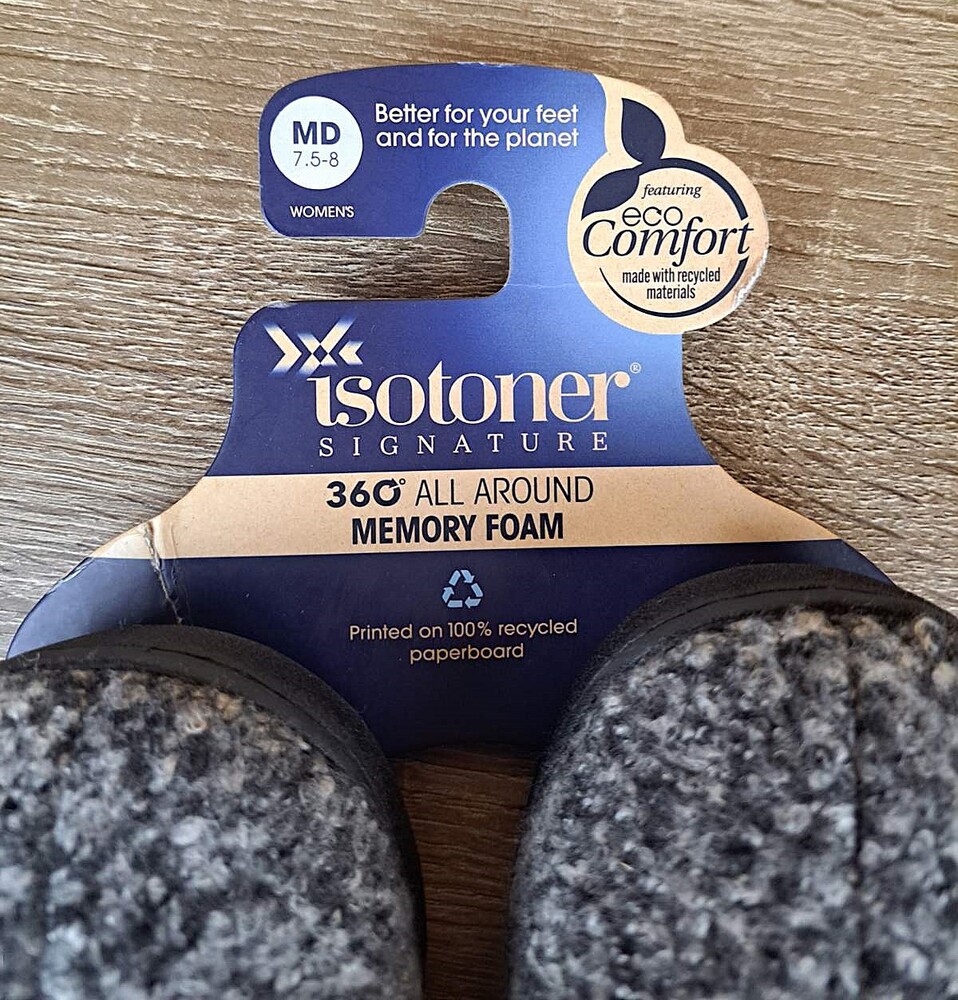 MD
7.5-8
WOMEN'S
Better for your feet
and for the planet
featuring
eco
Comfort
made with recycled
materials
isotoner®
SIGNATURE
360° ALL AROUND
MEMORY FOAM
Printed on 100% recycled
paperboard